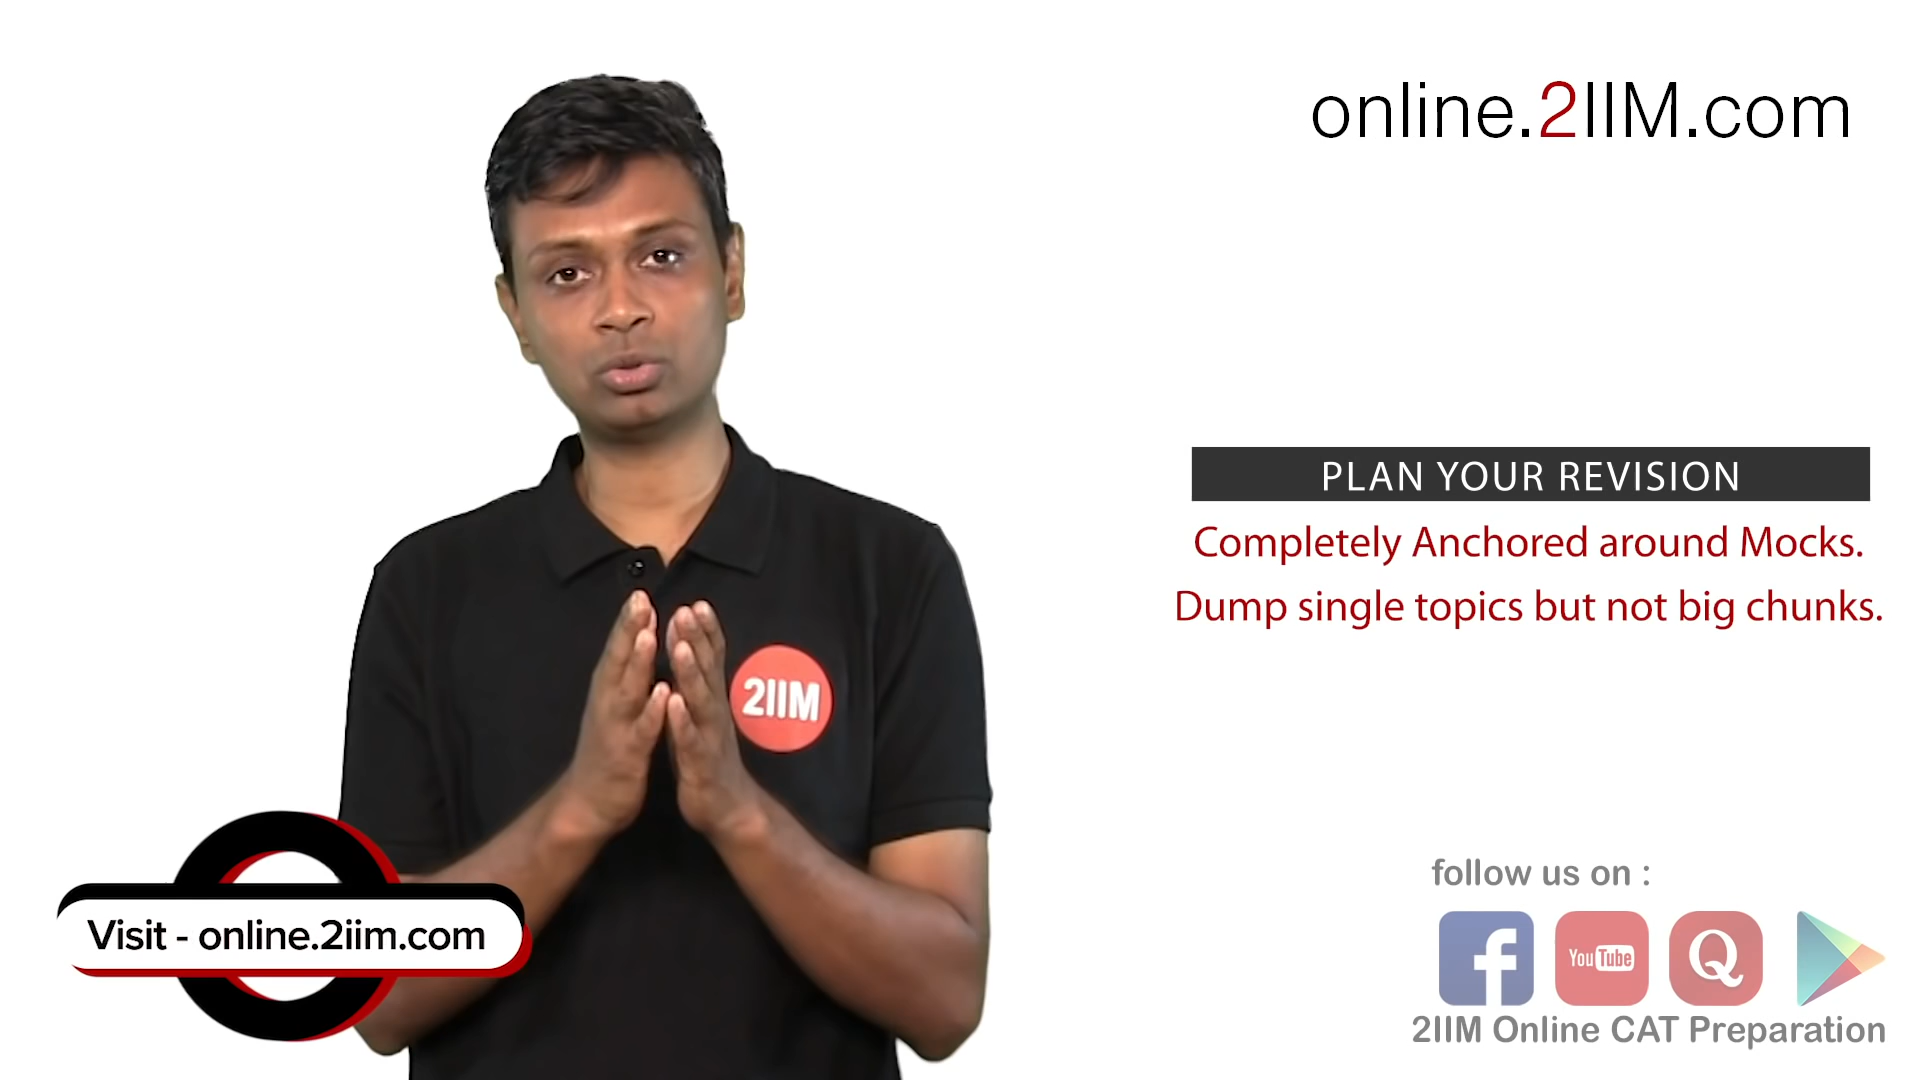 online.2IIM.com
PLAN YOUR REVISION
Completely Anchored around Mocks.
Dump single topics but not big chunks.
2IIM
Visit - online.2iim.com
follow us on :
f
You Tube
Q
2IIM Online CAT Preparation